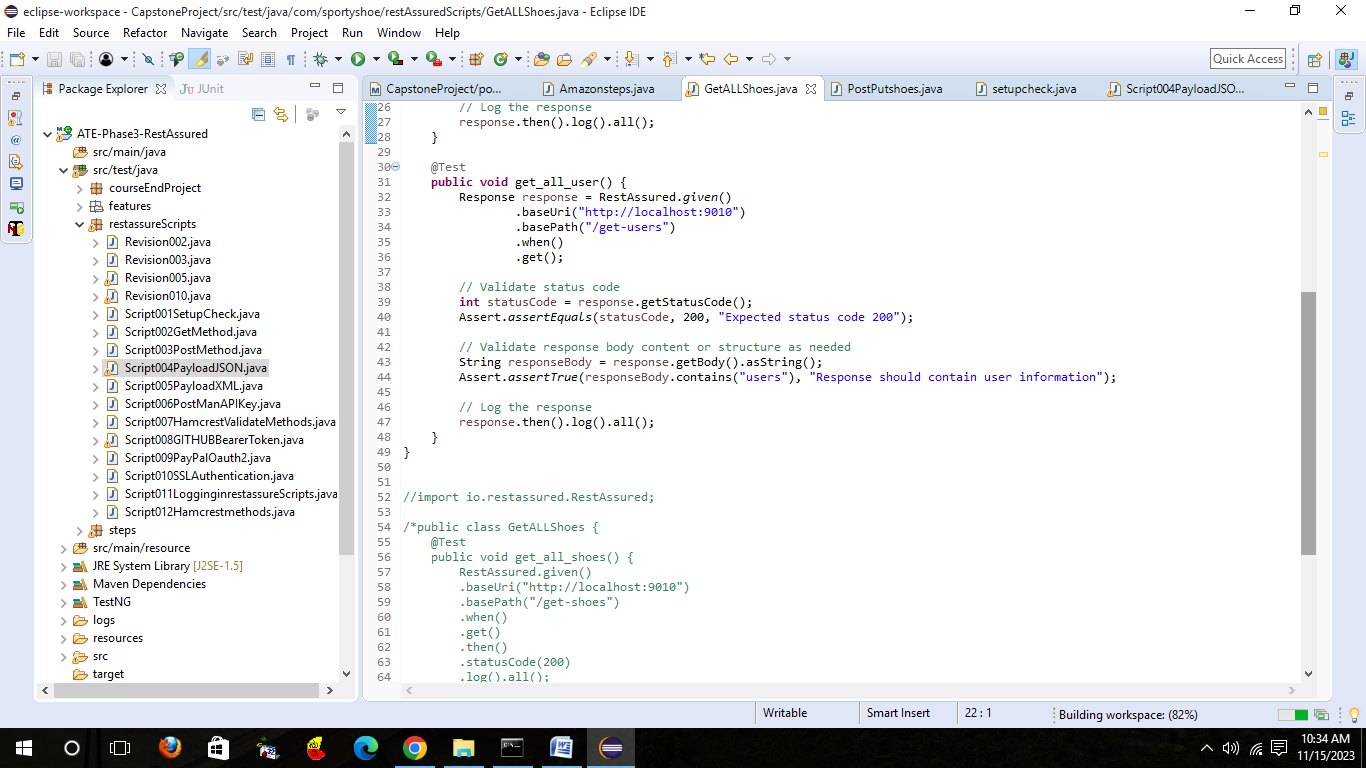 eclipse-workspace - CapstoneProject/src/test/java/com/sportyshoe/restAssuredScripts/GetALLShoes.java - Eclipse IDE
File Edit Source Refactor Navigate Search Project Run Window Help
Quick Access
Package Explorer JUnit
CapstoneProject/po... Amazonsteps.java GetALLShoes.java PostPutshoes.java setupcheck.java Script004PayloadJSO...
ATE-Phase3-RestAssured
src/main/java
src/test/java
courseEndProject
features
restassureScripts
Revision002.java
Revision003.java
Revision005.java
Revision010.java
Script001SetupCheck.java
Script002GetMethod.java
Script003PostMethod.java
Script004PayloadJSON.java
Script005PayloadXML.java
Script006PostManAPIKey.java
Script007HamcrestValidateMethods.java
Script008GITHUBBearerToken.java
Script009PayPalOauth2.java
Script010SSLAuthentication.java
Script011LogginginrestassureScripts.java
Script012Hamcrestmethods.java
steps
src/main/resource
JRE System Library [J2SE-1.5]
Maven Dependencies
TestNG
logs
resources
src
target
26 // Log the response
27 response.then().log().all();
28 }
29
30 @Test
31 public void get_all_user() {
32 Response response = RestAssured.given()
33 .baseUri("http://localhost:9010")
34 .basePath("/get-users")
35 .when()
36 .get();
37
38 // Validate status code
39 int statusCode = response.getStatusCode();
40 Assert.assertEquals(statusCode, 200, "Expected status code 200");
41
42 // Validate response body content or structure as needed
43 String responseBody = response.getBody().asString();
44 Assert.assertTrue(responseBody.contains("users"), "Response should contain user information");
45
46 // Log the response
47 response.then().log().all();
48 }
49 }
50
51
52 //import io.restassured.RestAssured;
53
54 /*public class GetALLShoes {
55 @Test
56 public void get_all_shoes() {
57 RestAssured.given()
58 .baseUri("http://localhost:9010")
59 .basePath("/get-shoes")
60 .when()
61 .get()
62 .then()
63 .statusCode(200)
64 .log().all();
Writable Smart Insert 22 : 1 Building workspace: (82%)
10:34 AM
11/15/2023